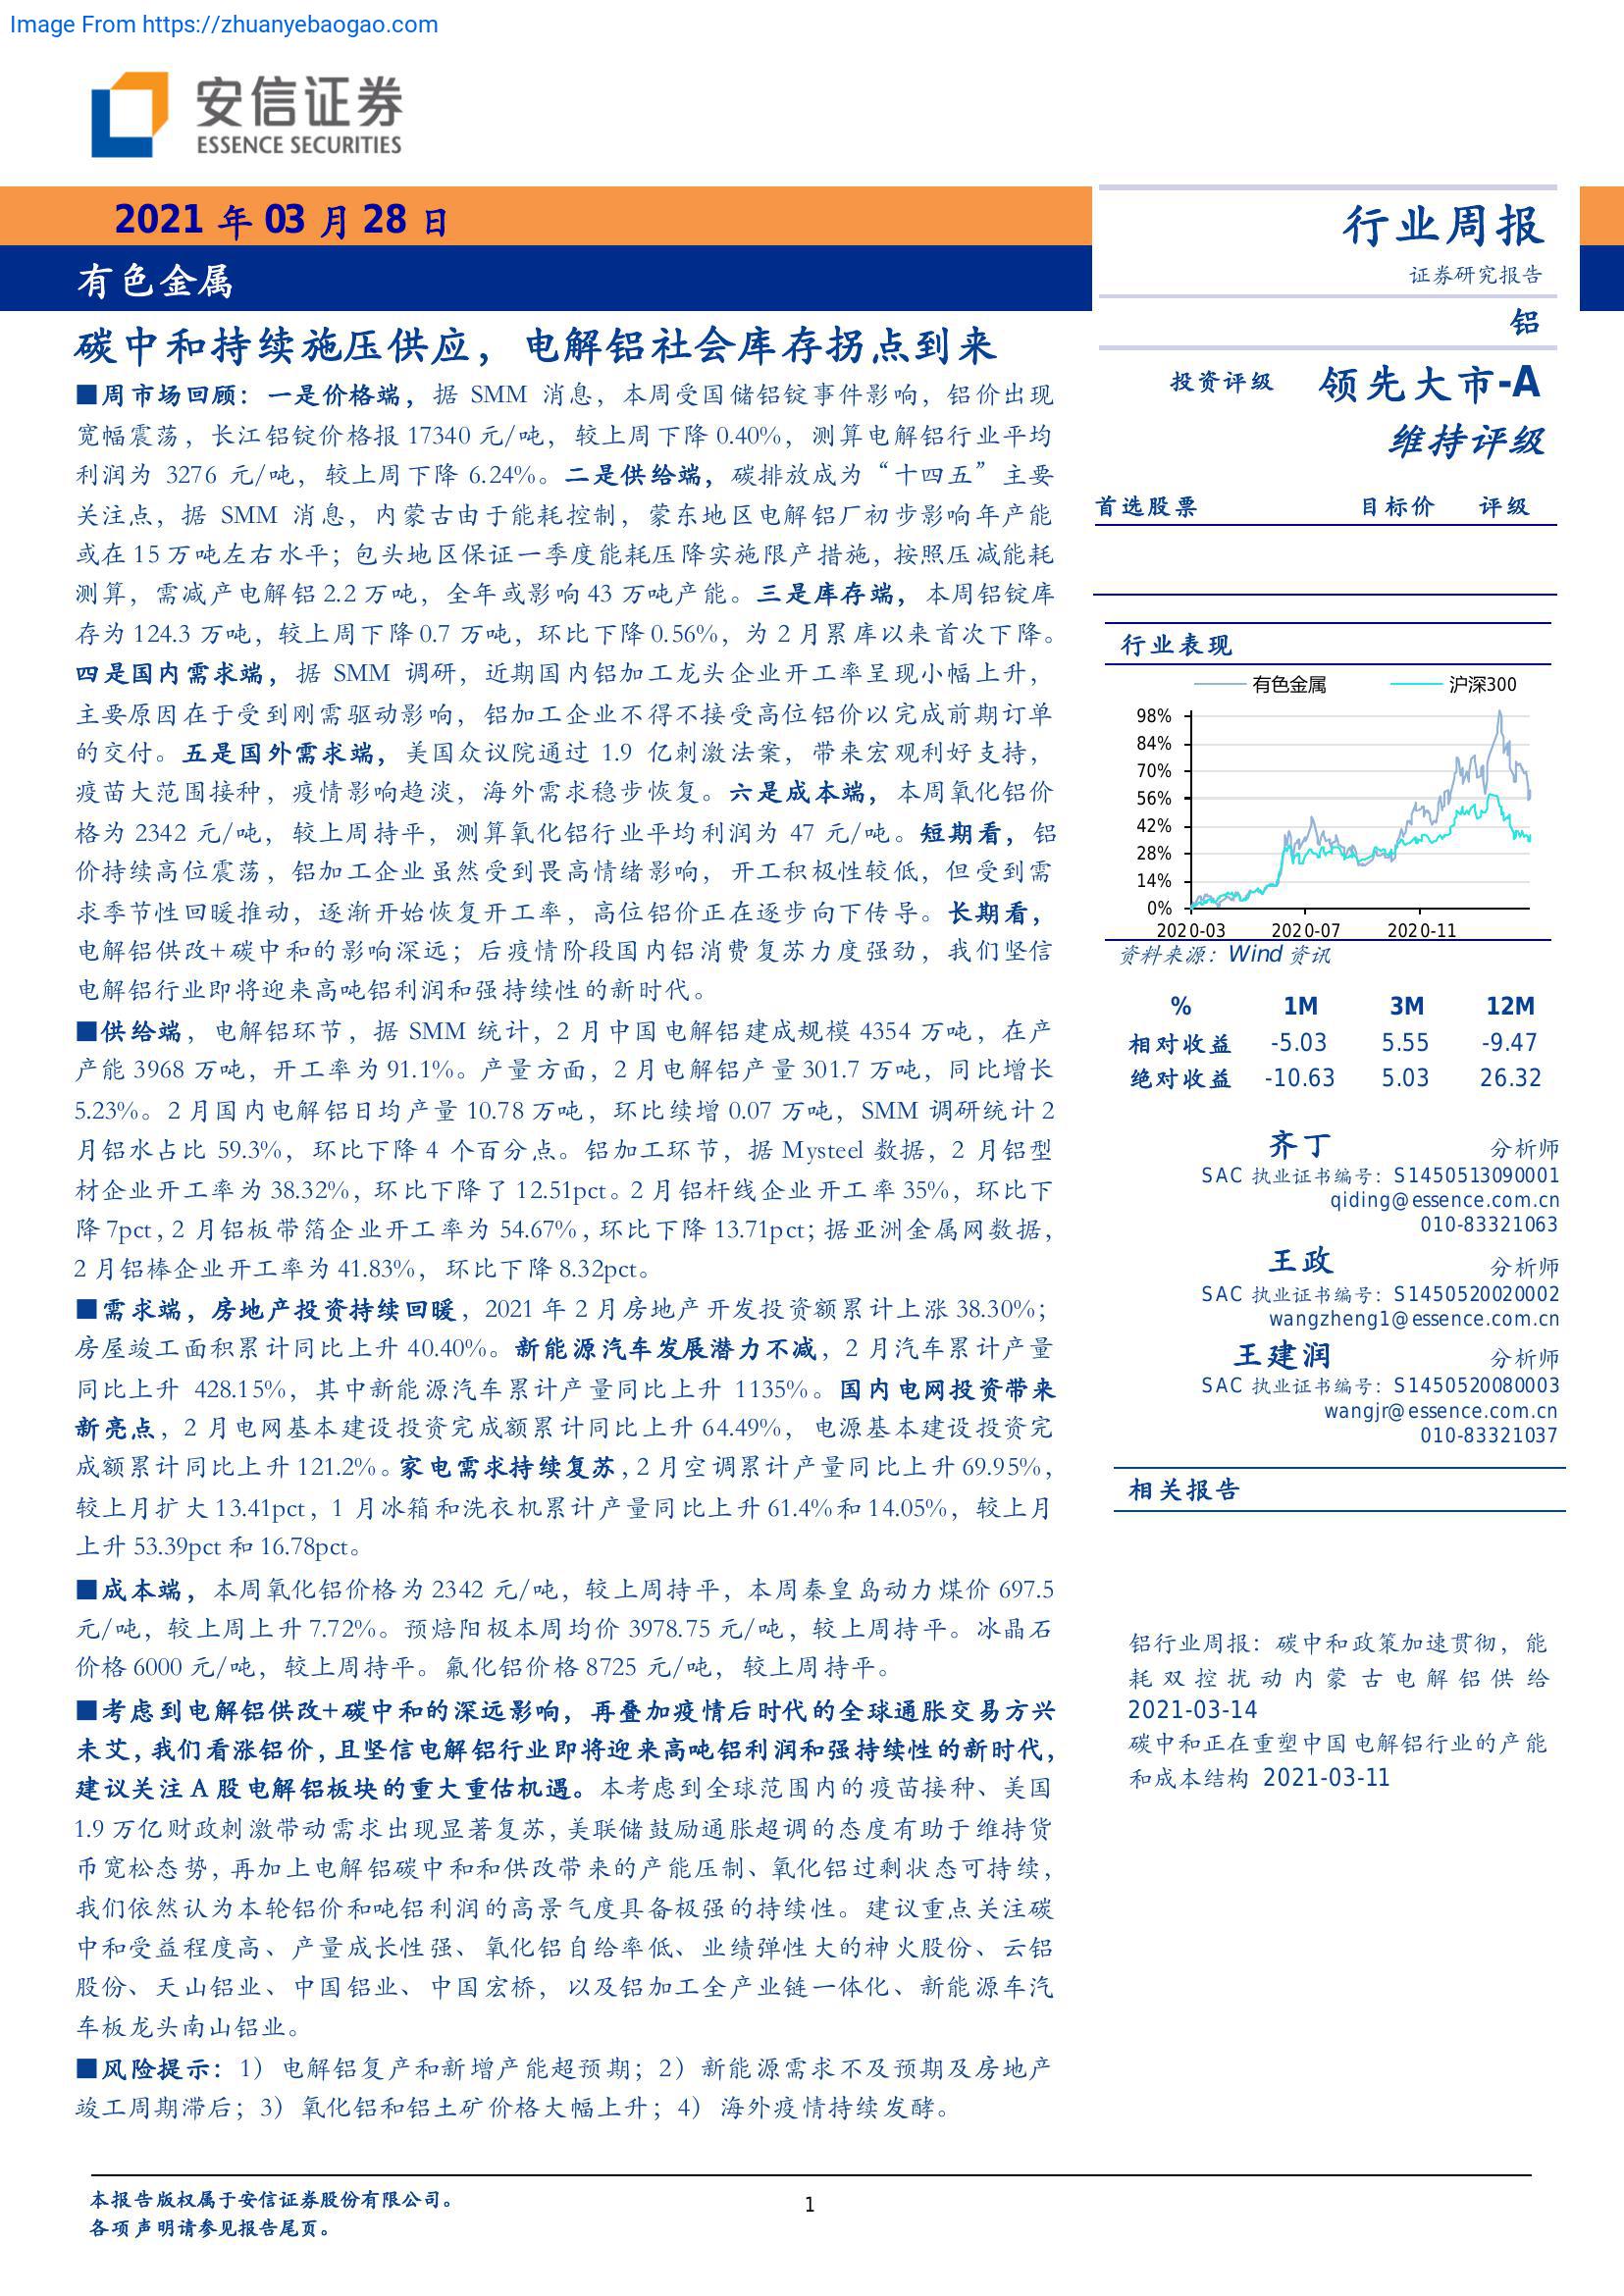 Image From https://zhuanyebaogao.com
安信证券
ESSENCE SECURITIES
2021 年 03 月 28 日
有色金属
碳中和持续施压供应，电解铝社会库存拐点到来
■周市场回顾：一是价格端，据 SMM 消息，本周受国储铝锭事件影响，铝价出现
宽幅震荡，长江铝锭价格报 17340 元/吨，较上周下降 0.40%，测算电解铝行业平均
利润为 3276 元/吨，较上周下降 6.24%。二是供给端，碳排放成为“十四五”主要
关注点，据 SMM 消息，内蒙古由于能耗控制，蒙东地区电解铝厂初步影响年产能
或在 15 万吨左右水平；包头地区保证一季度能耗压降实施限产措施，按照压减能耗
测算，需减产电解铝 2.2 万吨，全年或影响 43 万吨产能。三是库存端，本周铝锭库
存为 124.3 万吨，较上周下降 0.7 万吨，环比下降 0.56%，为 2 月累库以来首次下降。
四是国内需求端，据 SMM 调研，近期国内铝加工龙头企业开工率呈现小幅上升，
主要原因在于受到刚需驱动影响，铝加工企业不得不接受高位铝价以完成前期订单
的交付。五是国外需求端，美国众议院通过 1.9 亿刺激法案，带来宏观利好支持，
疫苗大范围接种，疫情影响趋淡，海外需求稳步恢复。六是成本端，本周氧化铝价
格为 2342 元/吨，较上周持平，测算氧化铝行业平均利润为 47 元/吨。短期看，铝
价持续高位震荡，铝加工企业虽然受到畏高情绪影响，开工积极性较低，但受到需
求季节性回暖推动，逐渐开始恢复开工率，高位铝价正在逐步向下传导。长期看，
电解铝供改+碳中和的影响深远；后疫情阶段国内铝消费复苏力度强劲，我们坚信
电解铝行业即将迎来高吨铝利润和强持续性的新时代。
■供给端，电解铝环节，据 SMM 统计，2 月中国电解铝建成规模 4354 万吨，在产
产能 3968 万吨，开工率为 91.1%。产量方面，2 月电解铝产量 301.7 万吨，同比增长
5.23%。2 月国内电解铝日均产量 10.78 万吨，环比续增 0.07 万吨，SMM 调研统计 2
月铝水占比 59.3%，环比下降 4 个百分点。铝加工环节，据 Mysteel 数据，2 月铝型
材企业开工率为 38.32%，环比下降了 12.51pct。2 月铝杆线企业开工率 35%，环比下
降 7pct，2 月铝板带箔企业开工率为 54.67%，环比下降 13.71pct；据亚洲金属网数据，
2 月铝棒企业开工率为 41.83%，环比下降 8.32pct。
■需求端，房地产投资持续回暖，2021 年 2 月房地产开发投资额累计上涨 38.30%；
房屋竣工面积累计同比上升 40.40%。新能源汽车发展潜力不减，2 月汽车累计产量
同比上升 428.15%，其中新能源汽车累计产量同比上升 1135%。国内电网投资带来
新亮点，2 月电网基本建设投资完成额累计同比上升 64.49%，电源基本建设投资完
成额累计同比上升 121.2%。家电需求持续复苏，2 月空调累计产量同比上升 69.95%，
较上月扩大 13.41pct，1 月冰箱和洗衣机累计产量同比上升 61.4%和 14.05%，较上月
上升 53.39pct 和 16.78pct。
■成本端，本周氧化铝价格为 2342 元/吨，较上周持平，本周秦皇岛动力煤价 697.5
元/吨，较上周上升 7.72%。预焙阳极本周均价 3978.75 元/吨，较上周持平。冰晶石
价格 6000 元/吨，较上周持平。氟化铝价格 8725 元/吨，较上周持平。
■考虑到电解铝供改+碳中和的深远影响，再叠加疫情后时代的全球通胀交易方兴
未艾，我们看涨铝价，且坚信电解铝行业即将迎来高吨铝利润和强持续性的新时代，
建议关注 A 股电解铝板块的重大重估机遇。本考虑到全球范围内的疫苗接种、美国
1.9 万亿财政刺激带动需求出现显著复苏，美联储鼓励通胀超调的态度有助于维持货
币宽松态势，再加上电解铝碳中和和供改带来的产能压制、氧化铝过剩状态可持续，
我们依然认为本轮铝价和吨铝利润的高景气度具备极强的持续性。建议重点关注碳
中和受益程度高、产量成长性强、氧化铝自给率低、业绩弹性大的神火股份、云铝
股份、天山铝业、中国铝业、中国宏桥，以及铝加工全产业链一体化、新能源车汽
车板龙头南山铝业。
■风险提示：1）电解铝复产和新增产能超预期；2）新能源需求不及预期及房地产
竣工周期滞后；3）氧化铝和铝土矿价格大幅上升；4）海外疫情持续发酵。
行业周报
证券研究报告
铝
投资评级 领先大市-A
维持评级
首选股票 目标价 评级
行业表现
有色金属 沪深300
98%
84%
70%
56%
42%
28%
14%
0%
2020-03 2020-07 2020-11
资料来源：Wind 资讯
% 1M 3M 12M
相对收益 -5.03 5.55 -9.47
绝对收益 -10.63 5.03 26.32
齐丁 分析师
SAC 执业证书编号：S1450513090001
qiding@essence.com.cn
010-83321063
王政 分析师
SAC 执业证书编号：S1450520020002
wangzheng1@essence.com.cn
王建润 分析师
SAC 执业证书编号：S1450520080003
wangjr@essence.com.cn
010-83321037
相关报告
铝行业周报：碳中和政策加速贯彻，能
耗双控扰动内蒙古电解铝供给
2021-03-14
碳中和正在重塑中国电解铝行业的产能
和成本结构 2021-03-11
本报告版权属于安信证券股份有限公司。
各项声明请参见报告尾页。
1